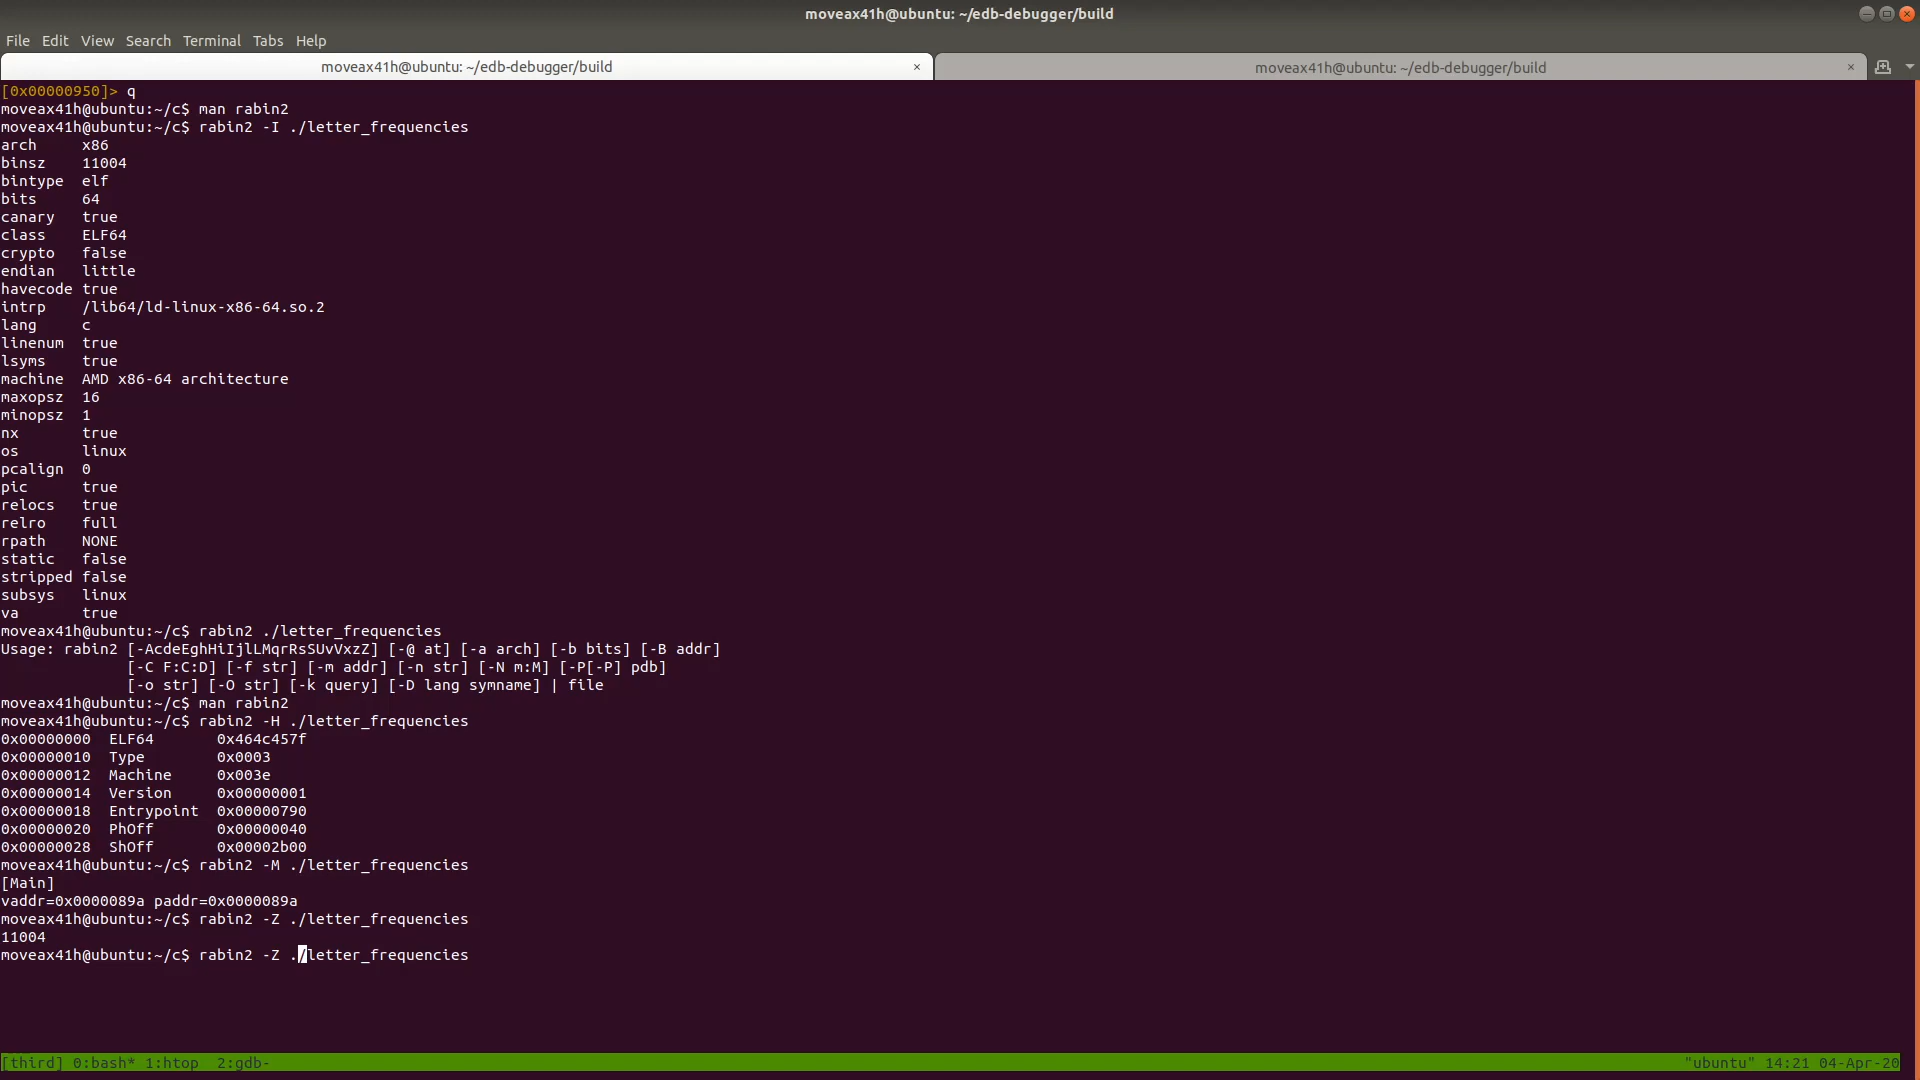 moveax41h@ubuntu: ~/edb-debugger/build
File Edit View Search Terminal Tabs Help
moveax41h@ubuntu: ~/edb-debugger/build × moveax41h@ubuntu: ~/edb-debugger/build ×
[0x00000950]> q
moveax41h@ubuntu:~/c$ man rabin2
moveax41h@ubuntu:~/c$ rabin2 -I ./letter_frequencies
arch     x86
binsz    11004
bintype  elf
bits     64
canary   true
class    ELF64
crypto   false
endian   little
havecode true
intrp    /lib64/ld-linux-x86-64.so.2
lang     c
linenum  true
lsyms    true
machine  AMD x86-64 architecture
maxopsz  16
minopsz  1
nx       true
os       linux
pcalign  0
pic      true
relocs   true
relro    full
rpath    NONE
static   false
stripped false
subsys   linux
va       true
moveax41h@ubuntu:~/c$ rabin2 ./letter_frequencies
Usage: rabin2 [-AcdeEghHiIjlLMqrRsSUvVxzZ] [-@ at] [-a arch] [-b bits] [-B addr]
              [-C F:C:D] [-f str] [-m addr] [-n str] [-N m:M] [-P[-P] pdb]
              [-o str] [-O str] [-k query] [-D lang symname] | file
moveax41h@ubuntu:~/c$ man rabin2
moveax41h@ubuntu:~/c$ rabin2 -H ./letter_frequencies
0x00000000  ELF64       0x464c457f
0x00000010  Type        0x0003
0x00000012  Machine     0x003e
0x00000014  Version     0x00000001
0x00000018  Entrypoint  0x00000790
0x00000020  PhOff       0x00000040
0x00000028  ShOff       0x00002b00
moveax41h@ubuntu:~/c$ rabin2 -M ./letter_frequencies
[Main]
vaddr=0x0000089a paddr=0x0000089a
moveax41h@ubuntu:~/c$ rabin2 -Z ./letter_frequencies
11004
moveax41h@ubuntu:~/c$ rabin2 -Z ./letter_frequencies
[third] 0:bash* 1:htop  2:gdb- "ubuntu" 14:21 04-Apr-20